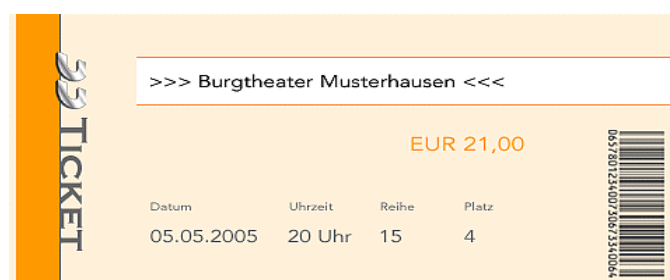 TICKET
>>> Burgtheater Musterhausen <<<
EUR 21,00
Datum Uhrzeit Reihe Platz
05.05.2005 20 Uhr 15 4